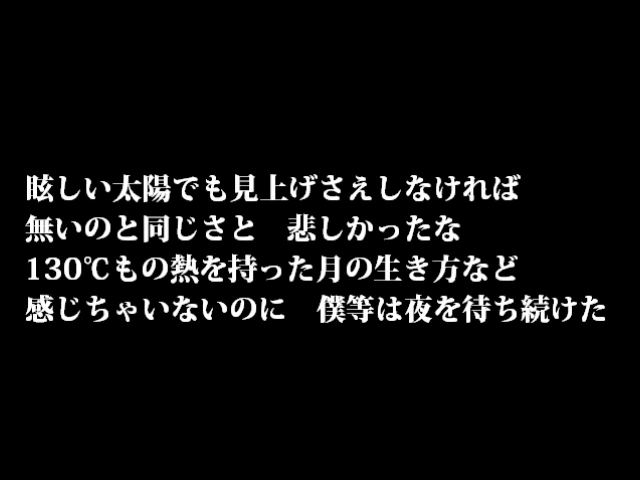 眩しい太陽でも見上げさえしなければ
無いのと同じさと　悲しかったな
130℃もの熱を持った月の生き方など
感じちゃいないのに　僕等は夜を待ち続けた